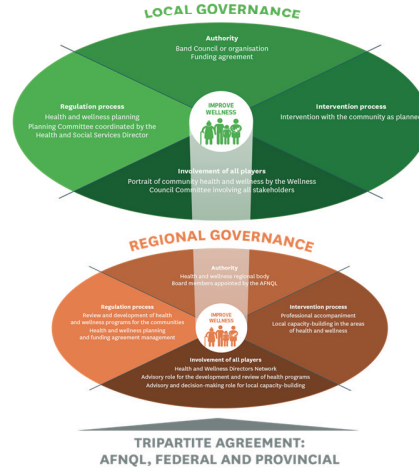 LOCAL GOVERNANCE
Authority
Band Council or organisation
Funding agreement
Regulation process
Health and wellness planning
Planning Committee coordinated by the
Health and Social Services Director
IMPROVE
WELLNESS
Intervention process
Intervention with the community as planned
Involvement of all players
Portrait of community health and wellness by the Wellness
Council Committee involving all stakeholders
REGIONAL GOVERNANCE
Authority
Health and wellness regional body
Board members appointed by the AFNQL
Regulation process
Review and development of health
and wellness programs for the communities
Health and wellness planning
and funding agreement management
IMPROVE
WELLNESS
Intervention process
Professional accompaniment
Local capacity-building in the areas
of health and wellness
Involvement of all players
Health and Wellness Directors Network
Advisory role for the development and review of health programs
Advisory and decision-making role for local capacity-building
TRIPARTITE AGREEMENT:
AFNQL, FEDERAL AND PROVINCIAL